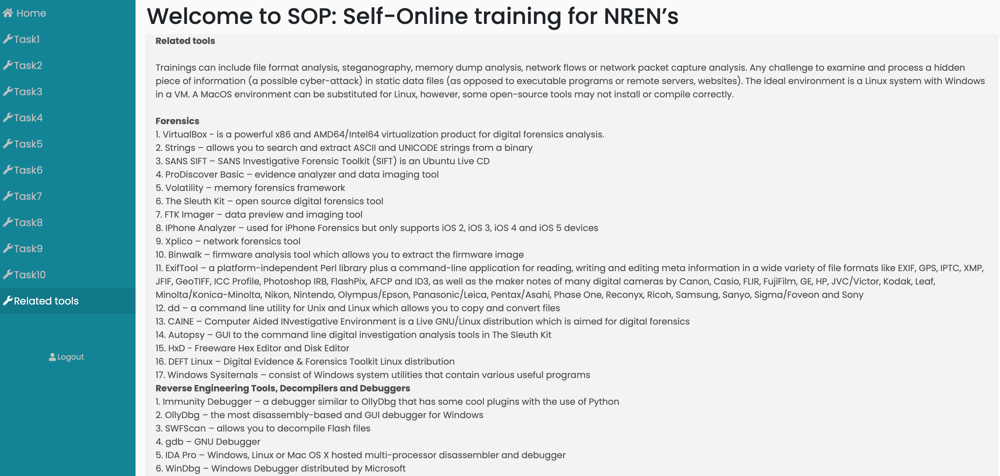 Home
Task1
Task2
Task3
Task4
Task5
Task6
Task7
Task8
Task9
Task10
Related tools
Logout
Welcome to SOP: Self-Online training for NREN’s
Related tools
Trainings can include file format analysis, steganography, memory dump analysis, network flows or network packet capture analysis. Any challenge to examine and process a hidden
piece of information (a possible cyber-attack) in static data files (as opposed to executable programs or remote servers, websites). The ideal environment is a Linux system with Windows
in a VM. A MacOS environment can be substituted for Linux, however, some open-source tools may not install or compile correctly.
Forensics
1. VirtualBox - is a powerful x86 and AMD64/Intel64 virtualization product for digital forensics analysis.
2. Strings – allows you to search and extract ASCII and UNICODE strings from a binary
3. SANS SIFT – SANS Investigative Forensic Toolkit (SIFT) is an Ubuntu Live CD
4. ProDiscover Basic – evidence analyzer and data imaging tool
5. Volatility – memory forensics framework
6. The Sleuth Kit – open source digital forensics tool
7. FTK Imager – data preview and imaging tool
8. IPhone Analyzer – used for iPhone Forensics but only supports iOS 2, iOS 3, iOS 4 and iOS 5 devices
9. Xplico – network forensics tool
10. Binwalk – firmware analysis tool which allows you to extract the firmware image
11. ExifTool – a platform-independent Perl library plus a command-line application for reading, writing and editing meta information in a wide variety of file formats like EXIF, GPS, IPTC, XMP,
JFIF, GeoTIFF, ICC Profile, Photoshop IRB, FlashPix, AFCP and ID3, as well as the maker notes of many digital cameras by Canon, Casio, FLIR, FujiFilm, GE, HP, JVC/Victor, Kodak, Leaf,
Minolta/Konica-Minolta, Nikon, Nintendo, Olympus/Epson, Panasonic/Leica, Pentax/Asahi, Phase One, Reconyx, Ricoh, Samsung, Sanyo, Sigma/Foveon and Sony
12. dd – a command line utility for Unix and Linux which allows you to copy and convert files
13. CAINE – Computer Aided INvestigative Environment is a Live GNU/Linux distribution which is aimed for digital forensics
14. Autopsy – GUI to the command line digital investigation analysis tools in The Sleuth Kit
15. HxD - Freeware Hex Editor and Disk Editor
16. DEFT Linux – Digital Evidence & Forensics Toolkit Linux distribution
17. Windows Sysiternals – consist of Windows system utilities that contain various useful programs
Reverse Engineering Tools, Decompilers and Debuggers
1. Immunity Debugger – a debugger similar to OllyDbg that has some cool plugins with the use of Python
2. OllyDbg – the most disassembly-based and GUI debugger for Windows
3. SWFScan – allows you to decompile Flash files
4. gdb – GNU Debugger
5. IDA Pro – Windows, Linux or Mac OS X hosted multi-processor disassembler and debugger
6. WinDbg – Windows Debugger distributed by Microsoft